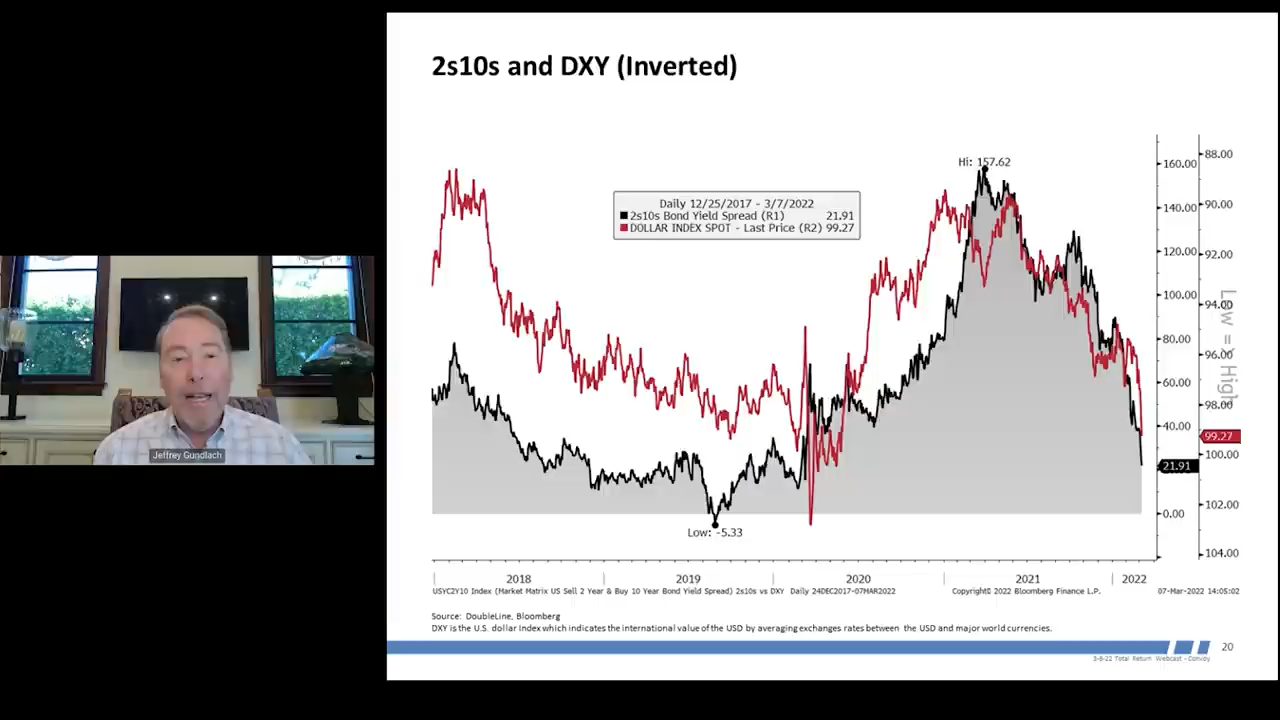 2s10s and DXY (Inverted)
Hi: 157.62
Daily 12/25/2017 - 3/7/2022
2s10s Bond Yield Spread (R1) 21.91
DOLLAR INDEX SPOT - Last Price (R2) 99.27
Low: -5.33
160.00
140.00
120.00
100.00
80.00
60.00
40.00
21.91
0.00
88.00
90.00
92.00
94.00
96.00
98.00
99.27
100.00
102.00
104.00
2018 2019 2020 2021 2022
USYC2Y10 Index (Market Matrix US Sell 2 Year & Buy 10 Year Bond Yield Spread) 2s10s vs DXY Daily 24DEC2017-07MAR2022 Copyright© 2022 Bloomberg Finance L.P. 07-Mar-2022 14:05:02
Source: DoubleLine, Bloomberg
DXY is the U.S. dollar index which indicates the international value of the USD by averaging exchanges rates between the USD and major world currencies.
20
3-8-22 Total Return Webcast - Convoy
Jeffrey Gundlach